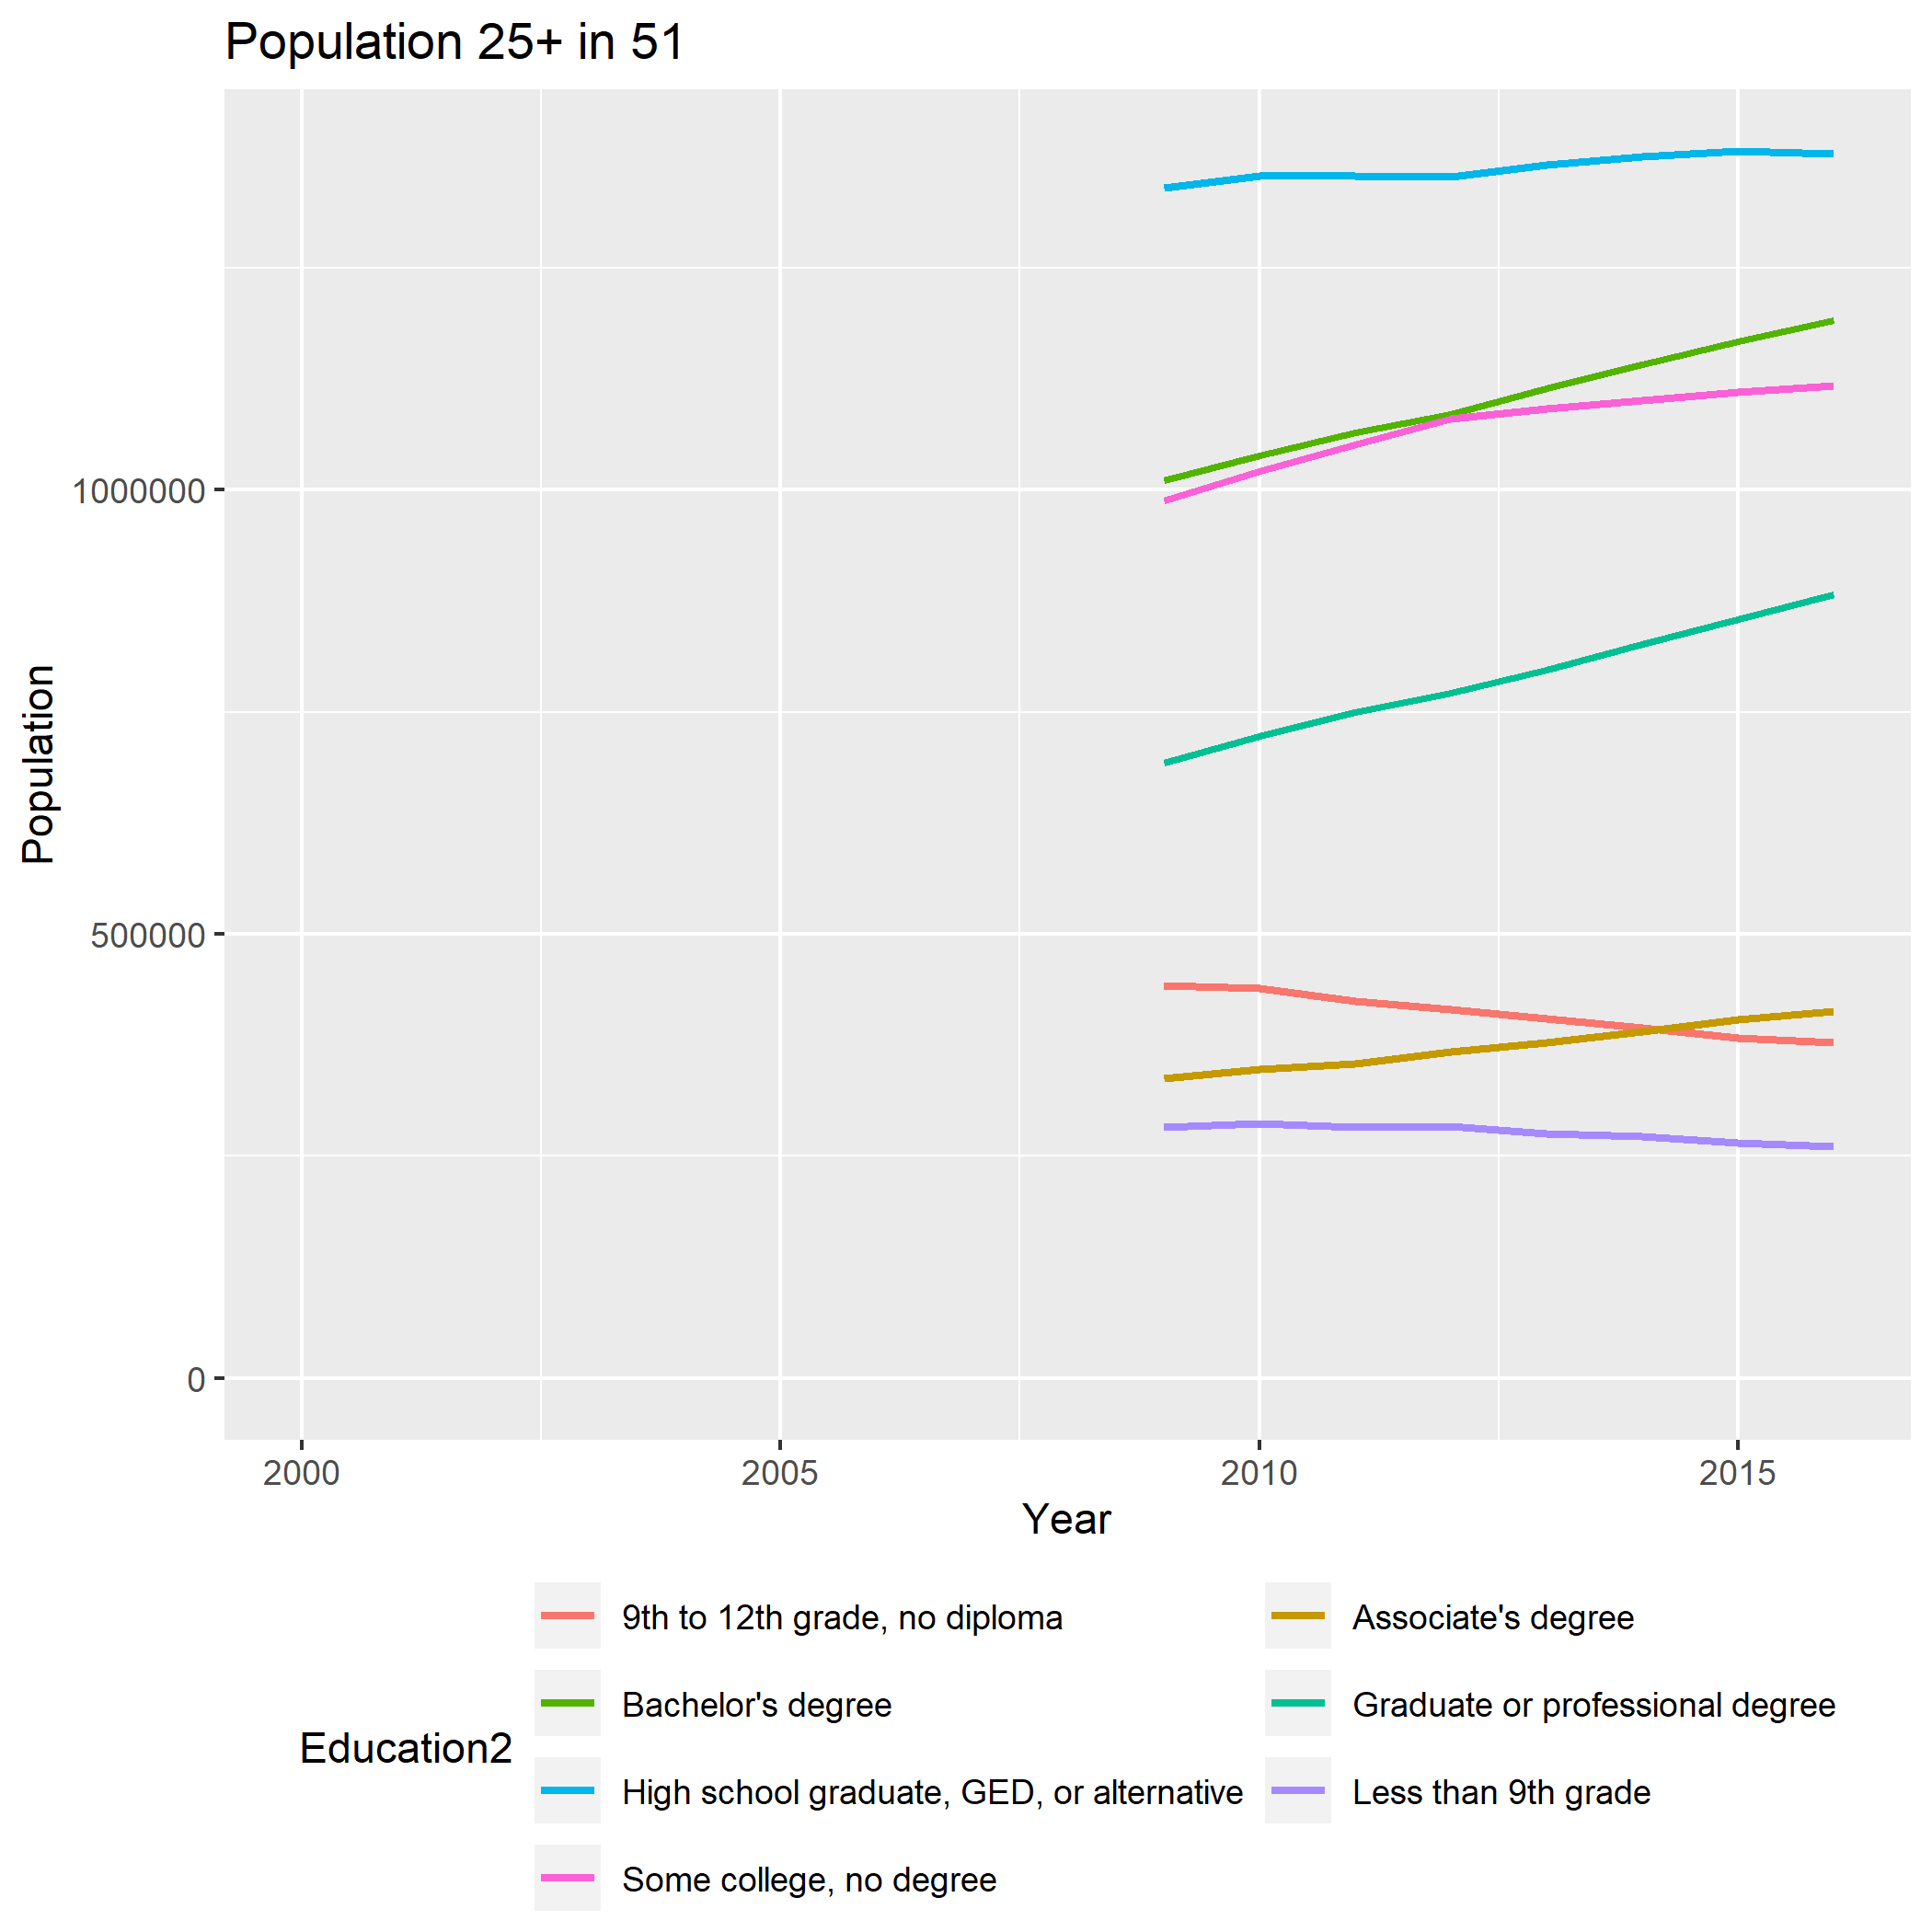 Population 25+ in 51
Population
1000000
500000
0
2000 2005 2010 2015
Year
Education2
9th to 12th grade, no diploma
Associate's degree
Bachelor's degree
Graduate or professional degree
High school graduate, GED, or alternative
Less than 9th grade
Some college, no degree